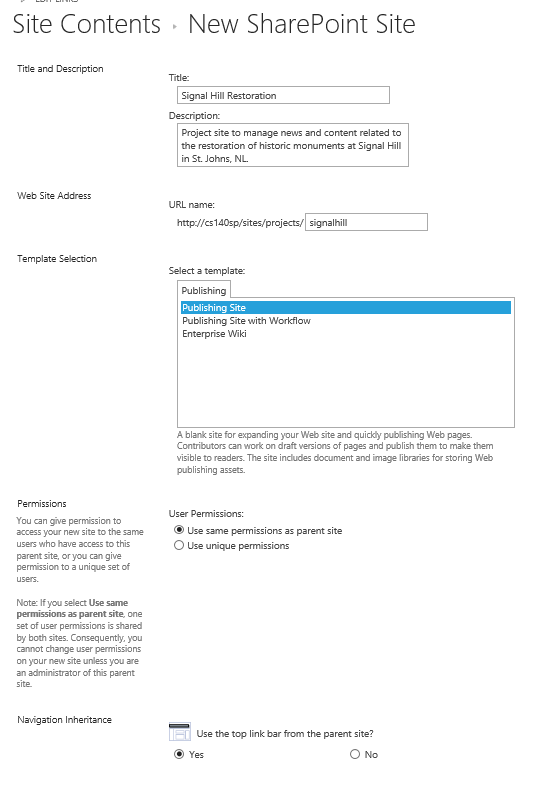 EDIT LINKS
Site Contents ▸ New SharePoint Site
Title and Description
Title:
Signal Hill Restoration
Description:
Project site to manage news and content related to
the restoration of historic monuments at Signal Hill
in St. Johns, NL.
Web Site Address
URL name:
http://cs140sp/sites/projects/ signalhill
Template Selection
Select a template:
Publishing
Publishing Site
Publishing Site with Workflow
Enterprise Wiki
A blank site for expanding your Web site and quickly publishing Web pages.
Contributors can work on draft versions of pages and publish them to make them
visible to readers. The site includes document and image libraries for storing Web
publishing assets.
Permissions
You can give permission to
access your new site to the same
users who have access to this
parent site, or you can give
permission to a unique set of
users.
Note: If you select Use same
permissions as parent site, one
set of user permissions is shared
by both sites. Consequently, you
cannot change user permissions
on your new site unless you are
an administrator of this parent
site.
User Permissions:
Use same permissions as parent site
Use unique permissions
Navigation Inheritance
Use the top link bar from the parent site?
Yes No